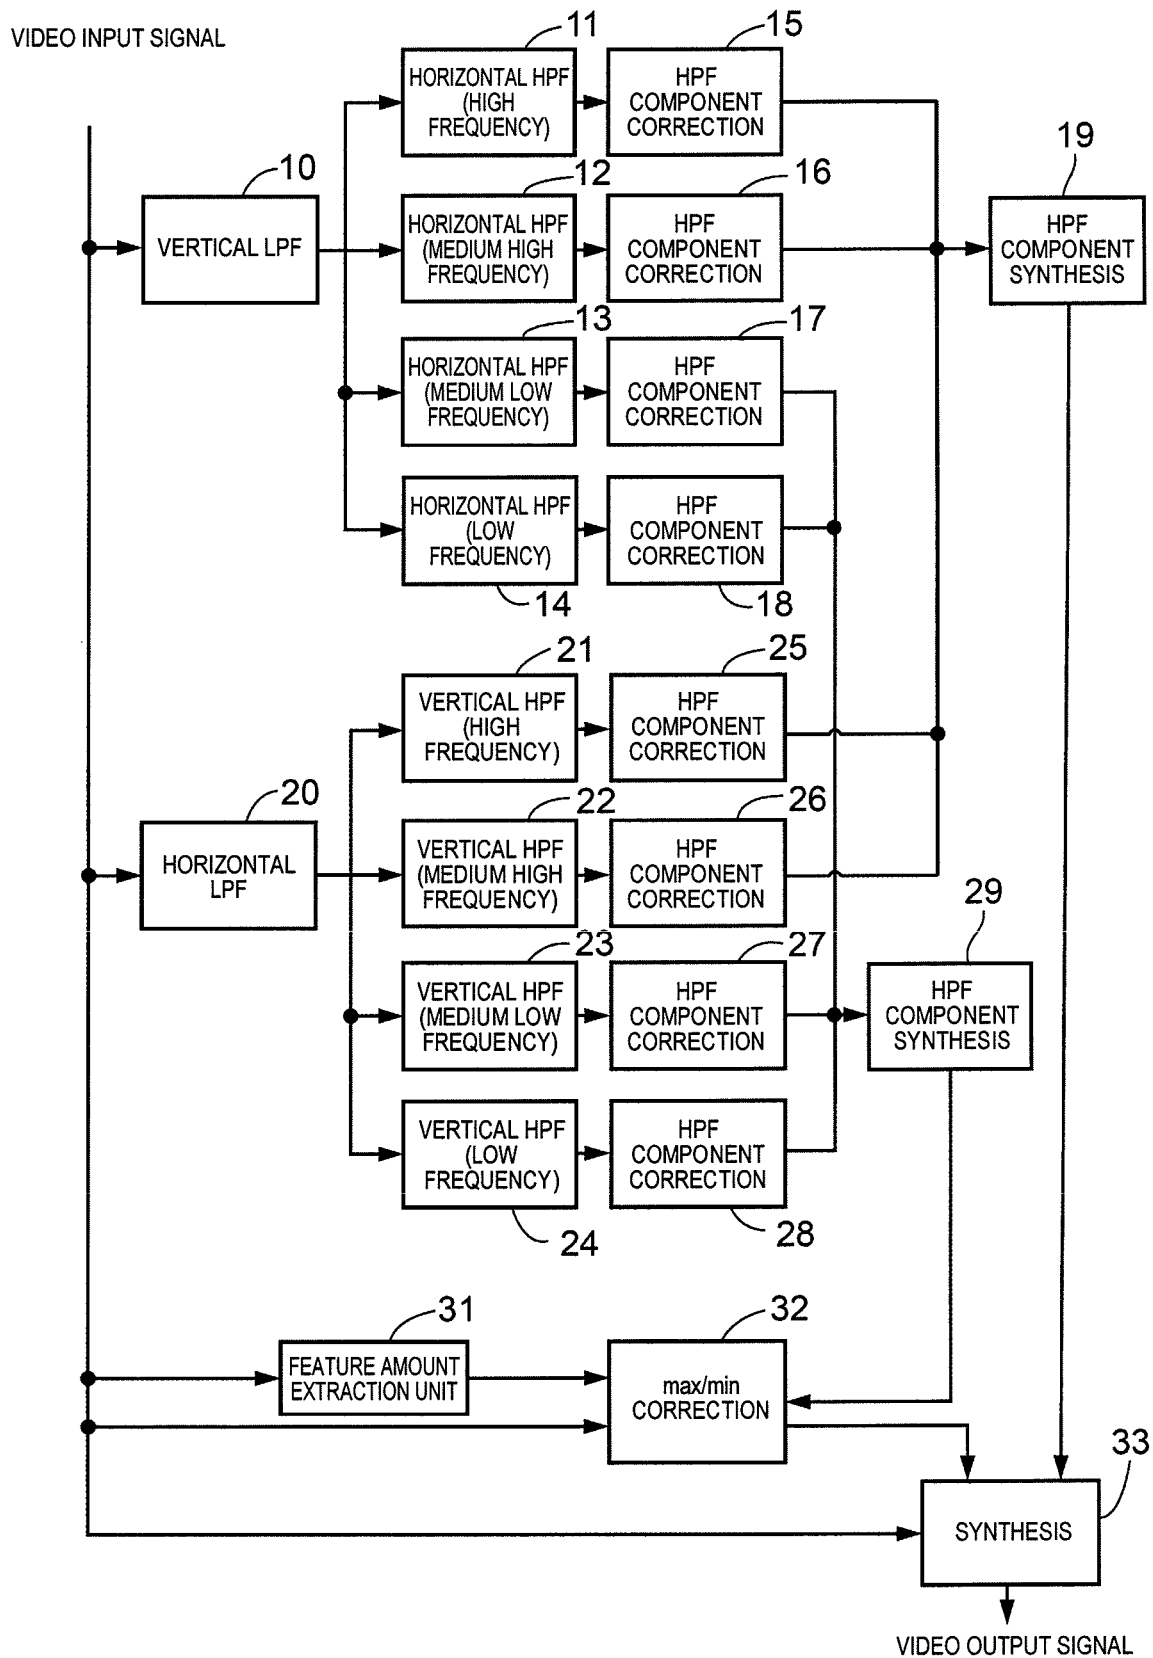 VIDEO INPUT SIGNAL
11
15
HORIZONTAL HPF
(HIGH
FREQUENCY)
HPF
COMPONENT
CORRECTION
10
VERTICAL LPF
12
16
HORIZONTAL HPF
(MEDIUM HIGH
FREQUENCY)
HPF
COMPONENT
CORRECTION
19
HPF
COMPONENT
SYNTHESIS
13
17
HORIZONTAL HPF
(MEDIUM LOW
FREQUENCY)
HPF
COMPONENT
CORRECTION
HORIZONTAL HPF
(LOW
FREQUENCY)
HPF
COMPONENT
CORRECTION
14
18
21
25
VERTICAL HPF
(HIGH
FREQUENCY)
HPF
COMPONENT
CORRECTION
20
HORIZONTAL
LPF
22
26
VERTICAL HPF
(MEDIUM HIGH
FREQUENCY)
HPF
COMPONENT
CORRECTION
23
27
29
VERTICAL HPF
(MEDIUM LOW
FREQUENCY)
HPF
COMPONENT
CORRECTION
HPF
COMPONENT
SYNTHESIS
VERTICAL HPF
(LOW
FREQUENCY)
HPF
COMPONENT
CORRECTION
24
28
31
32
FEATURE AMOUNT
EXTRACTION UNIT
max/min
CORRECTION
33
SYNTHESIS
VIDEO OUTPUT SIGNAL